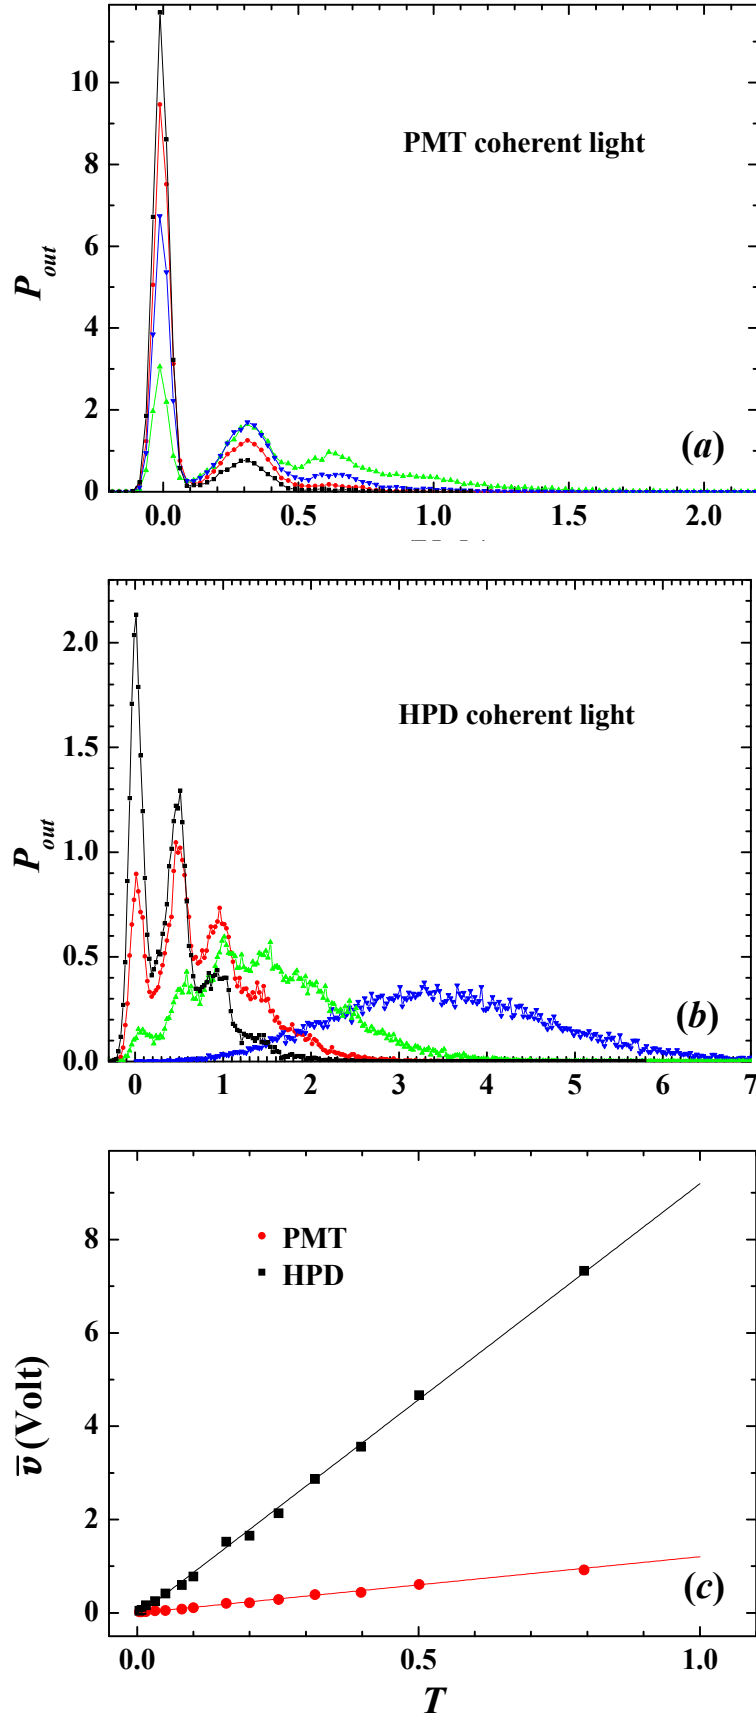 10
8
6
4
2
0
P_out
PMT coherent light
(a)
0.0 0.5 1.0 1.5 2.0
2.0
1.5
1.0
0.5
0.0
P_out
HPD coherent light
(b)
0 1 2 3 4 5 6 7
8
6
4
2
0
v̅ (Volt)
PMT
HPD
(c)
0.0 0.5 1.0
T